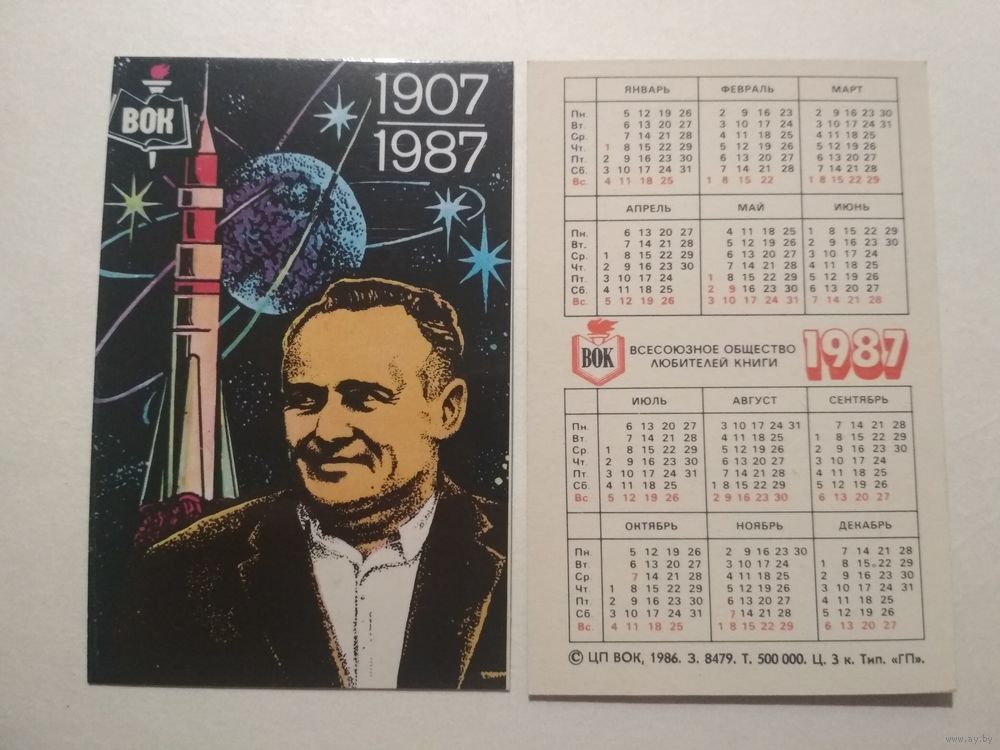 ВОК
1907
1987
ЯНВАРЬ ФЕВРАЛЬ МАРТ
Пн. 5 12 19 26 2 9 16 23 2 9 16 23 30
Вт. 6 13 20 27 3 10 17 24 3 10 17 24 31
Ср. 7 14 21 28 4 11 18 25 4 11 18 25
Чт. 1 8 15 22 29 5 12 19 26 5 12 19 26
Пт. 2 9 16 23 30 6 13 20 27 6 13 20 27
Сб. 3 10 17 24 31 7 14 21 28 7 14 21 28
Вс. 4 11 18 25 1 8 15 22 1 8 15 22 29
АПРЕЛЬ МАЙ ИЮНЬ
Пн. 6 13 20 27 4 11 18 25 1 8 15 22 29
Вт. 7 14 21 28 5 12 19 26 2 9 16 23 30
Ср. 1 8 15 22 29 6 13 20 27 3 10 17 24
Чт. 2 9 16 23 30 7 14 21 28 4 11 18 25
Пт. 3 10 17 24 1 8 15 22 29 5 12 19 26
Сб. 4 11 18 25 2 9 16 23 30 6 13 20 27
Вс. 5 12 19 26 3 10 17 24 31 7 14 21 28
ВОК ВСЕСОЮЗНОЕ ОБЩЕСТВО
ЛЮБИТЕЛЕЙ КНИГИ
1987
ИЮЛЬ АВГУСТ СЕНТЯБРЬ
Пн. 6 13 20 27 3 10 17 24 31 7 14 21 28
Вт. 7 14 21 28 4 11 18 25 1 8 15 22 29
Ср. 1 8 15 22 29 5 12 19 26 2 9 16 23 30
Чт. 2 9 16 23 30 6 13 20 27 3 10 17 24
Пт 3 10 17 24 31 7 14 21 28 4 11 18 25
Сб. 4 11 18 25 1 8 15 22 29 5 12 19 26
Вс. 5 12 19 26 2 9 16 23 30 6 13 20 27
ОКТЯБРЬ НОЯБРЬ ДЕКАБРЬ
Пн. 5 12 19 26 2 9 16 23 30 7 14 21 28
Вт. 6 13 20 27 3 10 17 24 1 8 15 22 29
Ср. 7 14 21 28 4 11 18 25 2 9 16 23 30
Чт 1 8 15 22 29 5 12 19 26 3 10 17 24 31
Пт. 2 9 16 23 30 6 13 20 27 4 11 18 25
Сб. 3 10 17 24 31 7 14 21 28 5 12 19 26
Вс. 4 11 18 25 1 8 15 22 29 6 13 20 27
© ЦП ВОК, 1986. З. 8479. Т. 500 000. Ц. 3 к. Тип. «ГП».
www.ay.by